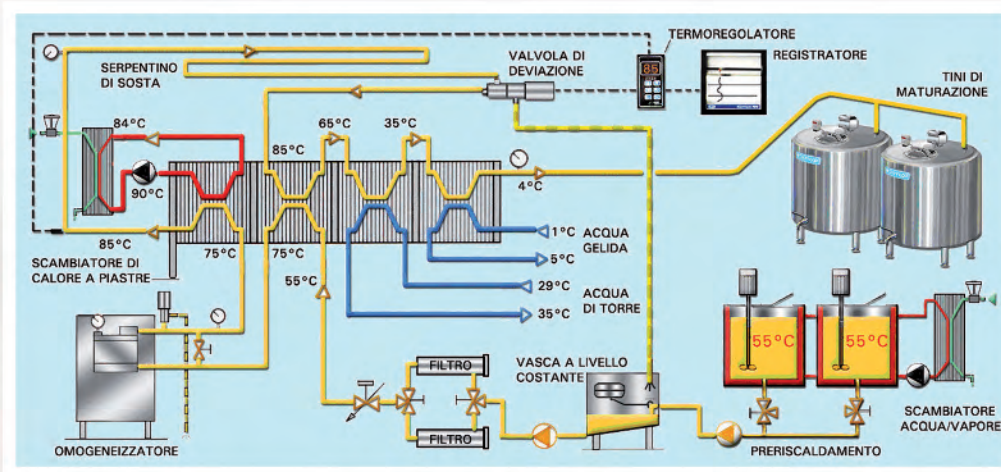 TERMOREGOLATORE
REGISTRATORE
SERPENTINO
DI SOSTA
VALVOLA DI
DEVIAZIONE
85
TINI DI
MATURAZIONE
84°C
65°C
35°C
85°C
90°C
4°C
85°C
75°C
75°C
1°C
ACQUA
GELIDA
5°C
SCAMBIATORE DI
CALORE A PIASTRE
55°C
29°C
ACQUA
DI TORRE
35°C
55°C
55°C
VASCA A LIVELLO
COSTANTE
FILTRO
FILTRO
SCAMBIATORE
ACQUA/VAPORE
OMOGENEIZZATORE
PRERISCALDAMENTO